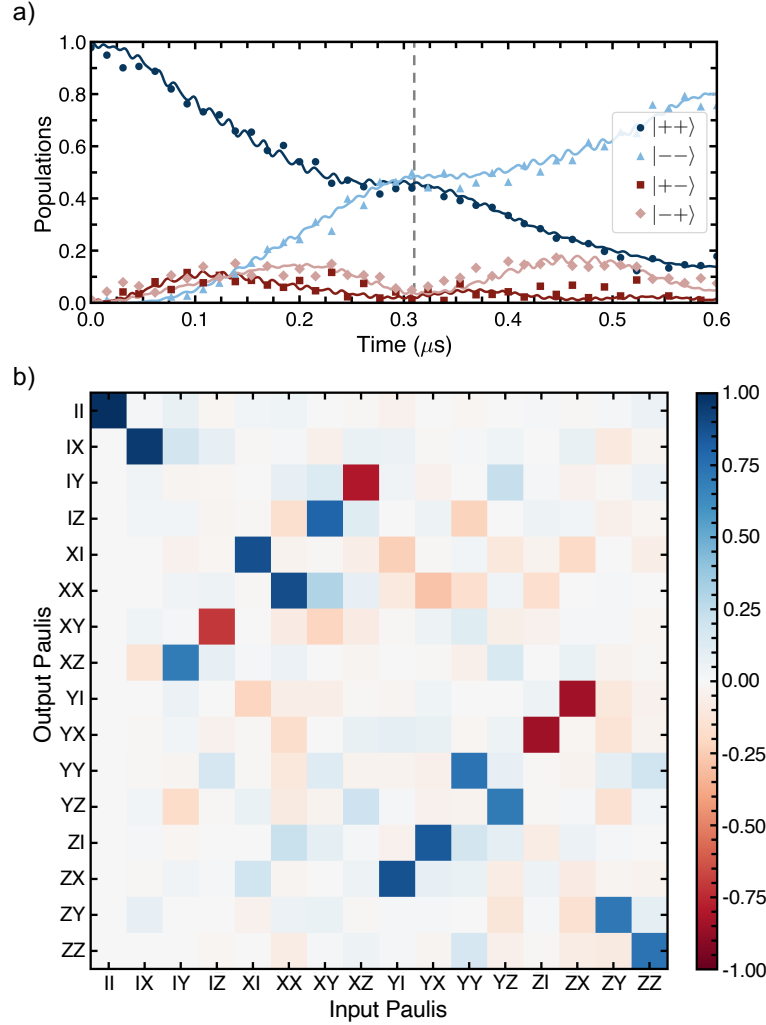 a)
1.0
0.8
0.6
0.4
0.2
0.0
Populations
|++⟩
|−−⟩
|+−⟩
|−+⟩
0.0 0.1 0.2 0.3 0.4 0.5 0.6
Time (μs)
b)
Output Paulis
II
IX
IY
IZ
XI
XX
XY
XZ
YI
YX
YY
YZ
ZI
ZX
ZY
ZZ
II IX IY IZ XI XX XY XZ YI YX YY YZ ZI ZX ZY ZZ
Input Paulis
1.00
0.75
0.50
0.25
0.00
-0.25
-0.50
-0.75
-1.00